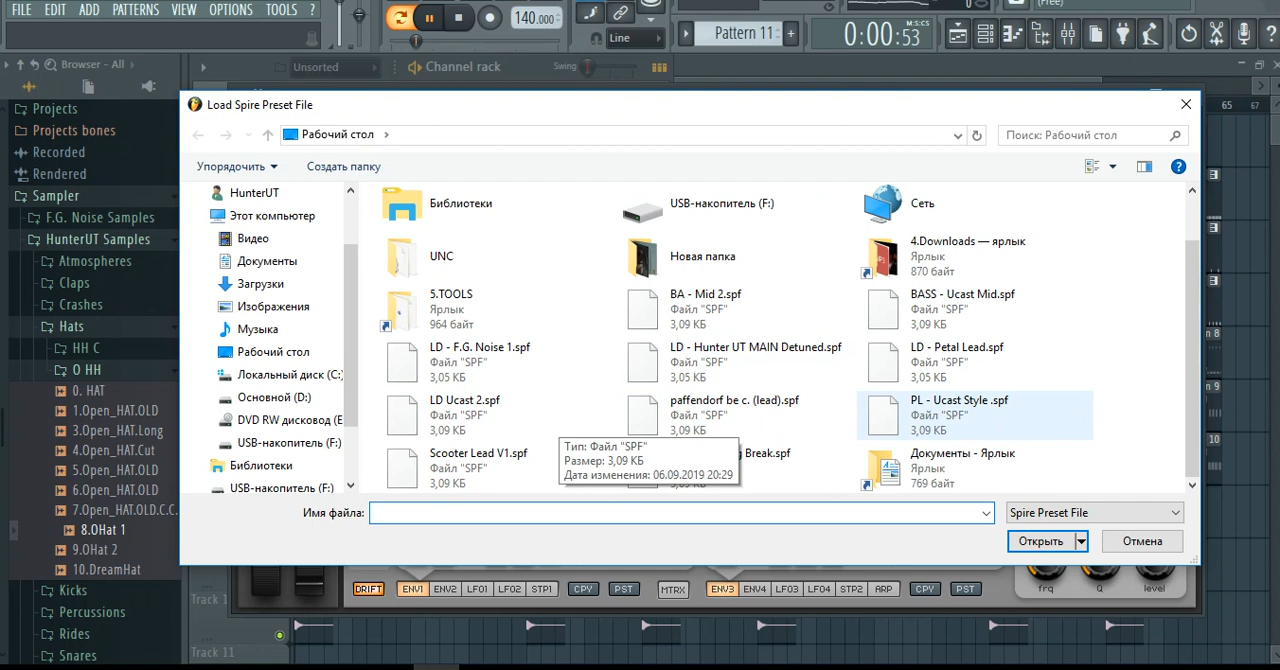 FILE EDIT ADD PATTERNS VIEW OPTIONS TOOLS ?
140.000
Line
Pattern 11
0:00:53
M:S:CS
(Free)
Browser - All
Unsorted
Channel rack
Swing
65
67
Projects
Projects bones
Recorded
Rendered
Sampler
F.G. Noise Samples
HunterUT Samples
Atmospheres
Claps
Crashes
Hats
HH C
O HH
0. HAT
1.Open_HAT.OLD
3.Open_HAT.Long
4.Open_HAT.Cut
5.Open_HAT.OLD
6.Open_HAT.OLD
7.Open_HAT.OLD.C.C.
8.OHat 1
9.OHat 2
10.DreamHat
Kicks
Percussions
Rides
Snares
Load Spire Preset File
Рабочий стол
Поиск: Рабочий стол
Упорядочить
Создать папку
HunterUT
Этот компьютер
Видео
Документы
Загрузки
Изображения
Музыка
Рабочий стол
Локальный диск (C:)
Основной (D:)
DVD RW дисковод (E
USB-накопитель (F:)
Библиотеки
USB-накопитель (F:)
Библиотеки
USB-накопитель (F:)
Сеть
UNC
Новая папка
4.Downloads — ярлык
Ярлык
870 байт
5.TOOLS
Ярлык
964 байт
BA - Mid 2.spf
Файл "SPF"
3,09 КБ
BASS - Ucast Mid.spf
Файл "SPF"
3,09 КБ
LD - F.G. Noise 1.spf
Файл "SPF"
3,05 КБ
LD - Hunter UT MAIN Detuned.spf
Файл "SPF"
3,05 КБ
LD - Petal Lead.spf
Файл "SPF"
3,05 КБ
LD Ucast 2.spf
Файл "SPF"
3,09 КБ
paffendorf be c. (lead).spf
Файл "SPF"
3,09 КБ
PL - Ucast Style .spf
Файл "SPF"
3,09 КБ
Scooter Lead V1.spf
Файл "SPF"
3,09 КБ
g Break.spf
Документы - Ярлык
Ярлык
769 байт
Тип: Файл "SPF"
Размер: 3,09 КБ
Дата изменения: 06.09.2019 20:29
Имя файла:
Spire Preset File
Открыть
Отмена
DRIFT ENV1 ENV2 LFO1 LFO2 STP1 CPY PST MTRX ENV3 ENV4 LFO3 LFO4 STP2 ARP CPY PST
frq Q level
Track 1
Track 11
n 8
n 9
10